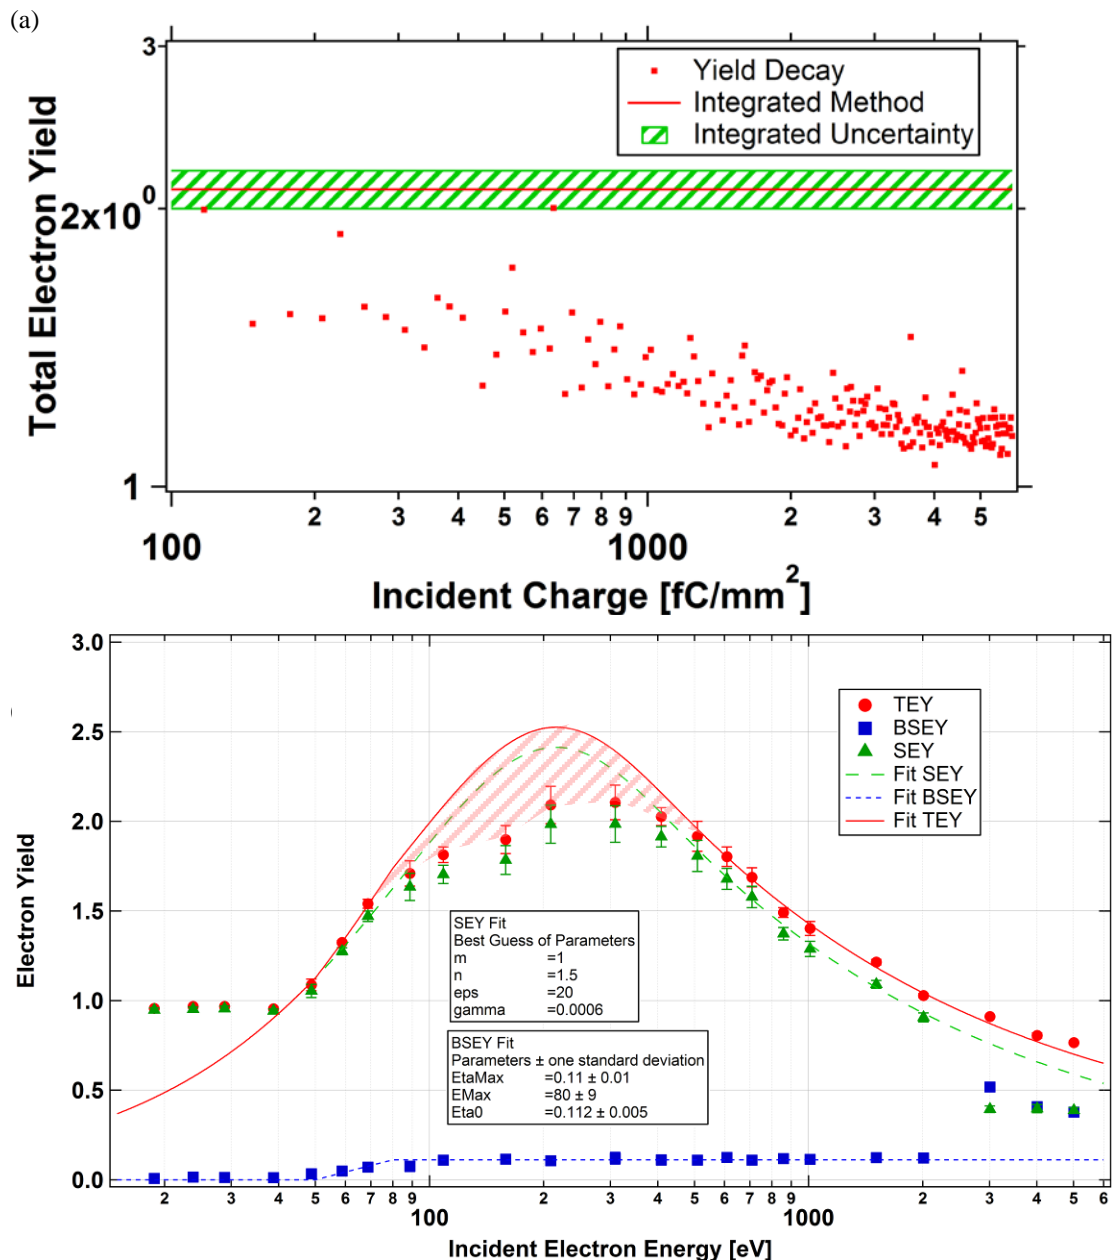 (a)
3
Yield Decay
Integrated Method
Integrated Uncertainty
Total Electron Yield
2x10^0
1
2 3 4 5 6 7 8 9 2 3 4 5
100 1000
Incident Charge [fC/mm^2]
3.0
TEY
BSEY
SEY
Fit SEY
Fit BSEY
Fit TEY
2.5
2.0
Electron Yield
1.5
SEY Fit
Best Guess of Parameters
m =1
n =1.5
eps =20
gamma =0.0006
1.0
BSEY Fit
Parameters ± one standard deviation
EtaMax =0.11 ± 0.01
EMax =80 ± 9
Eta0 =0.112 ± 0.005
0.5
0.0
2 3 4 5 6 7 8 9 2 3 4 5 6 7 8 9 2 3 4 5 6
100 1000
Incident Electron Energy [eV]